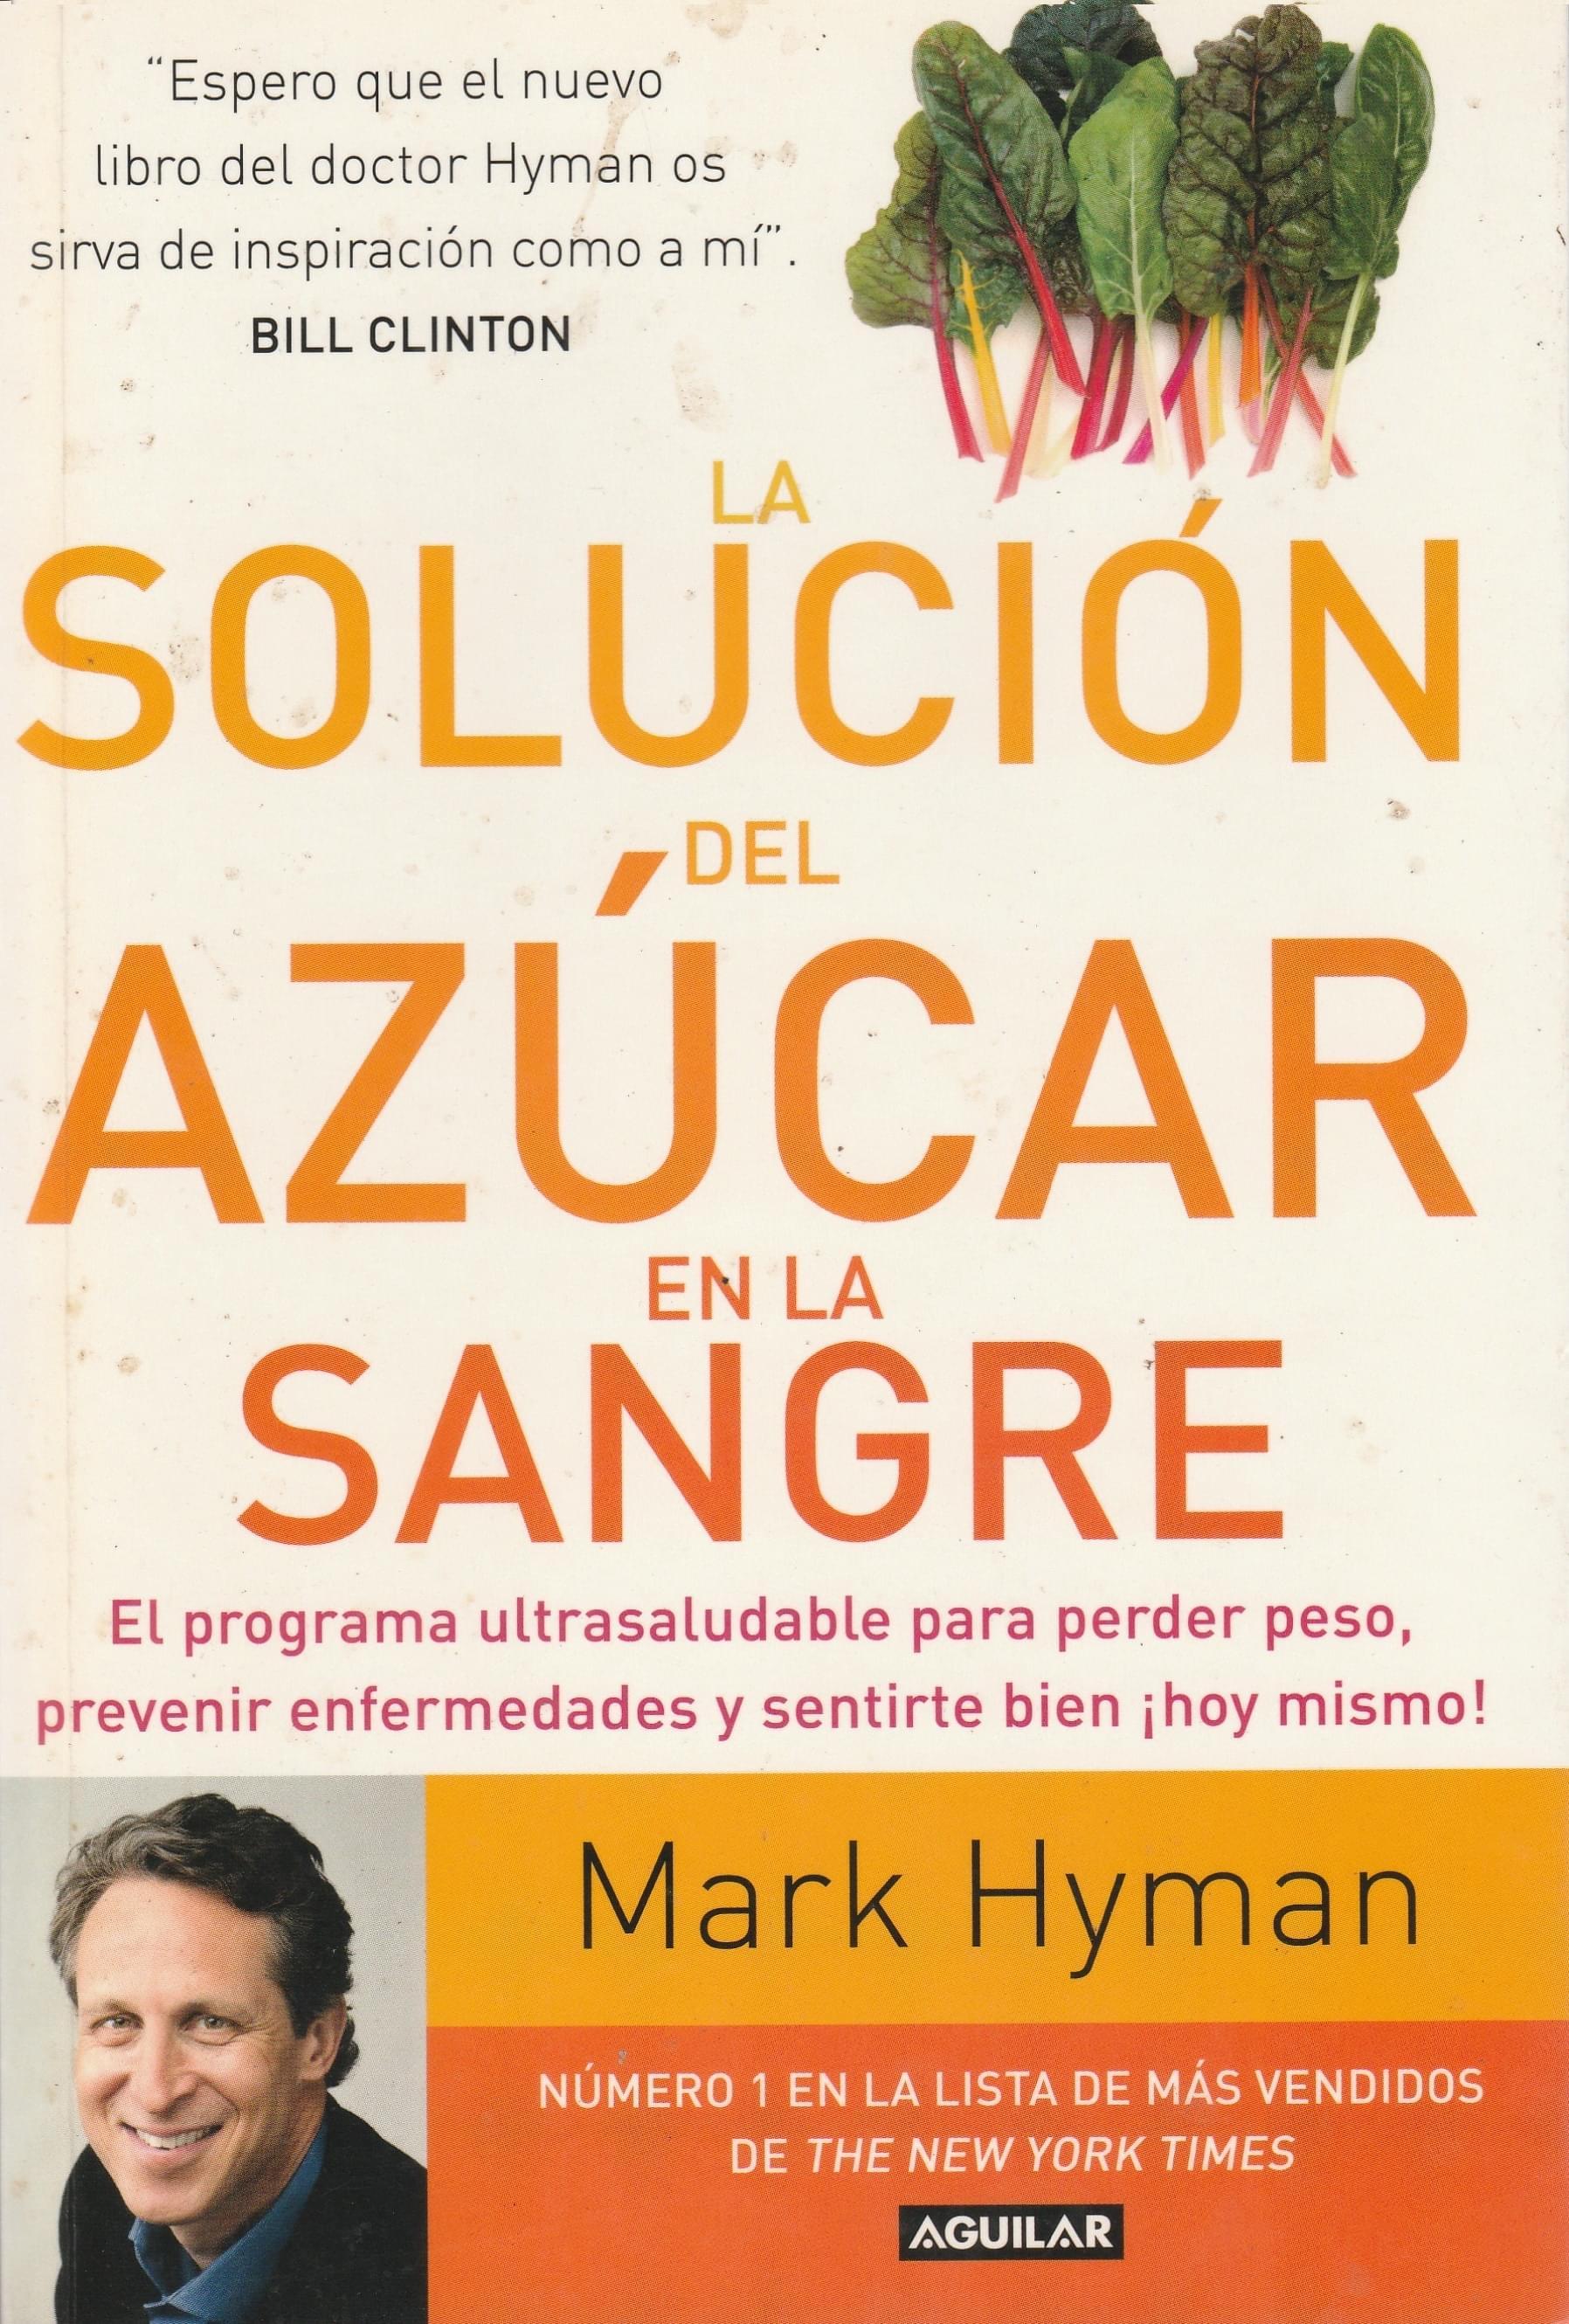 “Espero que el nuevo
libro del doctor Hyman os
sirva de inspiración como a mí”.
BILL CLINTON
LA
SOLUCIÓN
DEL
AZÚCAR
EN LA
SANGRE
El programa ultrasaludable para perder peso,
prevenir enfermedades y sentirte bien ¡hoy mismo!
Mark Hyman
NÚMERO 1 EN LA LISTA DE MÁS VENDIDOS
DE THE NEW YORK TIMES
AGUILAR